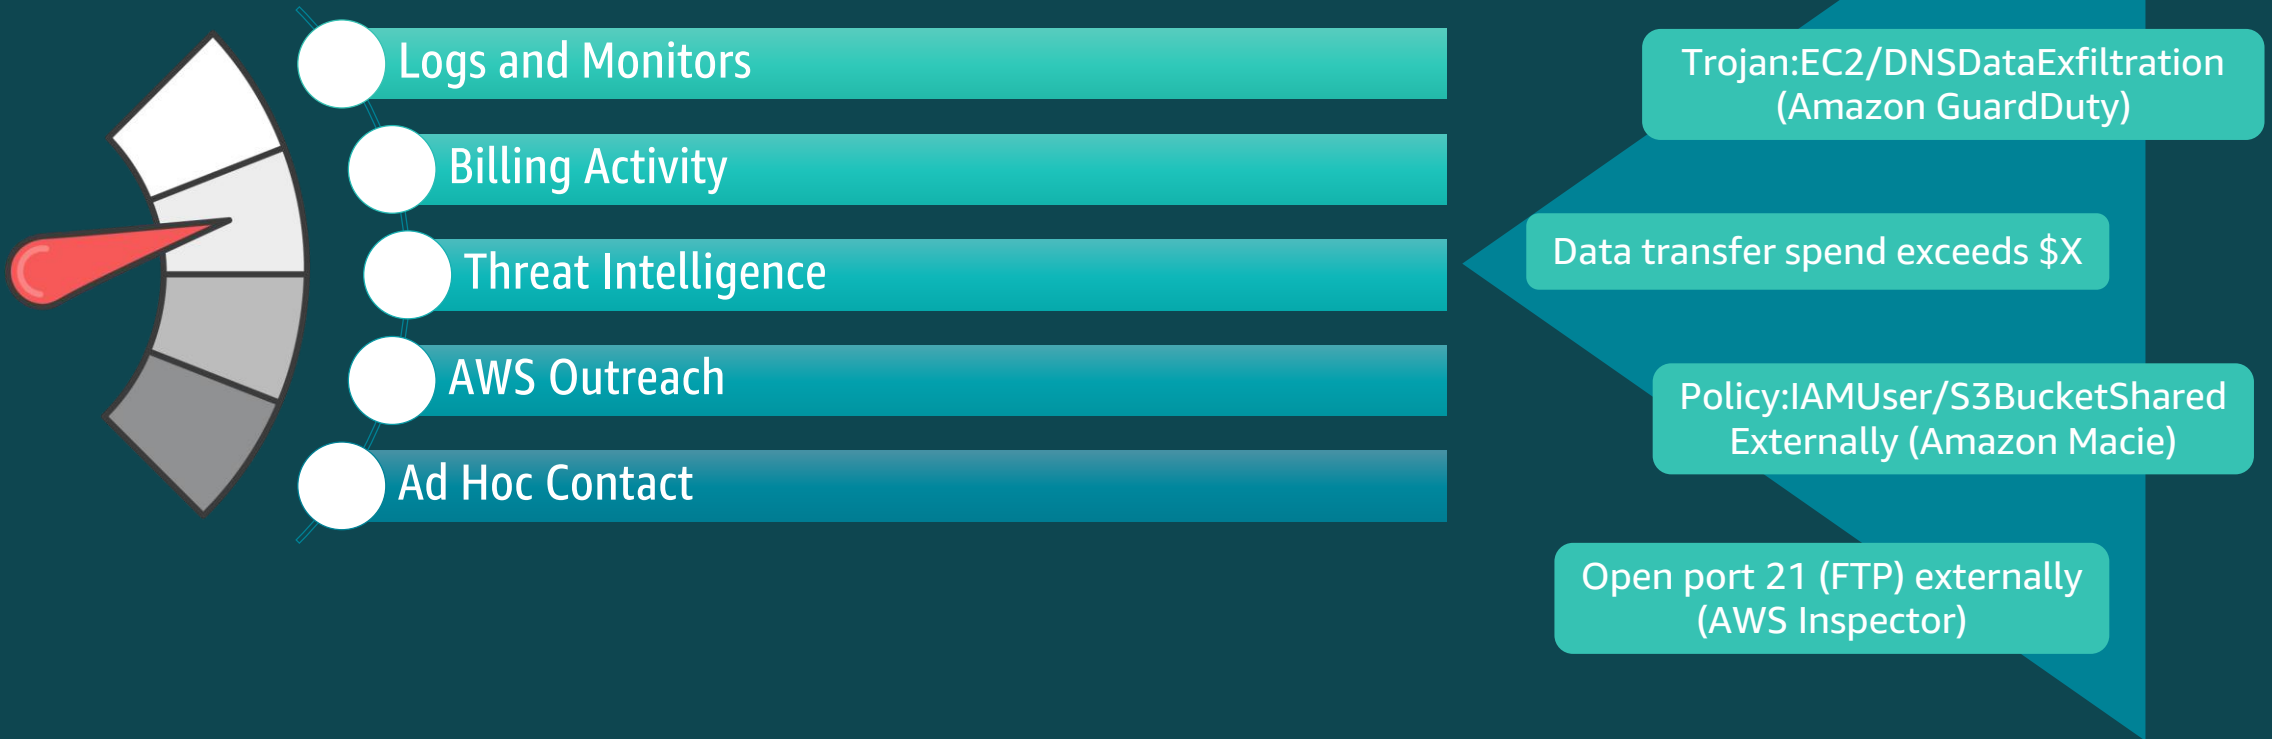 Logs and Monitors
Billing Activity
Threat Intelligence
AWS Outreach
Ad Hoc Contact
Trojan:EC2/DNSDataExfiltration
(Amazon GuardDuty)
Data transfer spend exceeds $X
Policy:IAMUser/S3BucketShared
Externally (Amazon Macie)
Open port 21 (FTP) externally
(AWS Inspector)